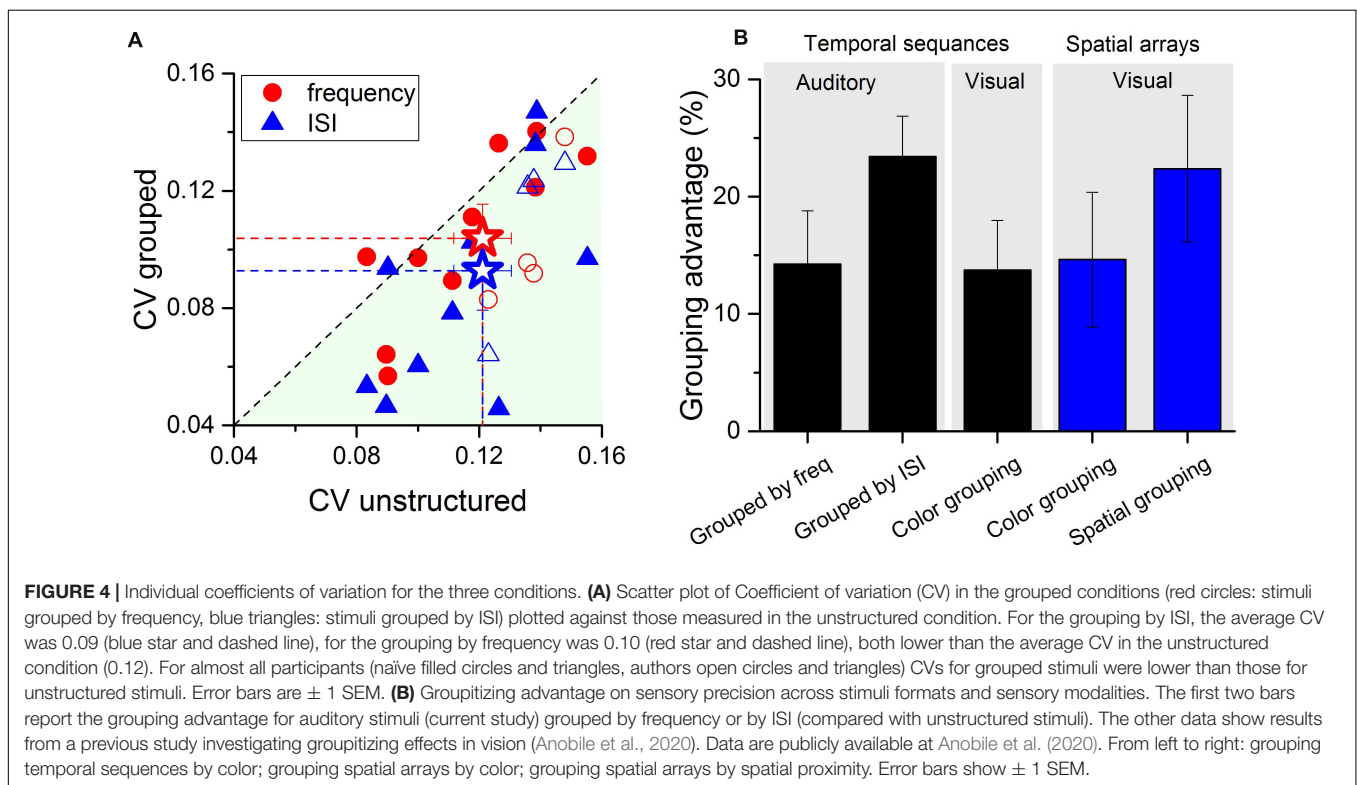 A
0.16
0.12
0.08
0.04
CV grouped
frequency
ISI
0.04 0.08 0.12 0.16
CV unstructured
B
Temporal sequances Spatial arrays
Auditory Visual Visual
30
20
10
0
Grouping advantage (%)
Grouped by freq
Grouped by ISI
Color grouping
Color grouping
Spatial grouping
FIGURE 4 | Individual coefficients of variation for the three conditions. (A) Scatter plot of Coefficient of variation (CV) in the grouped conditions (red circles: stimuli
grouped by frequency, blue triangles: stimuli grouped by ISI) plotted against those measured in the unstructured condition. For the grouping by ISI, the average CV
was 0.09 (blue star and dashed line), for the grouping by frequency was 0.10 (red star and dashed line), both lower than the average CV in the unstructured
condition (0.12). For almost all participants (naïve filled circles and triangles, authors open circles and triangles) CVs for grouped stimuli were lower than those for
unstructured stimuli. Error bars are ± 1 SEM. (B) Groupitizing advantage on sensory precision across stimuli formats and sensory modalities. The first two bars
report the grouping advantage for auditory stimuli (current study) grouped by frequency or by ISI (compared with unstructured stimuli). The other data show results
from a previous study investigating groupitizing effects in vision (Anobile et al., 2020). Data are publicly available at Anobile et al. (2020). From left to right: grouping
temporal sequences by color; grouping spatial arrays by color; grouping spatial arrays by spatial proximity. Error bars show ± 1 SEM.